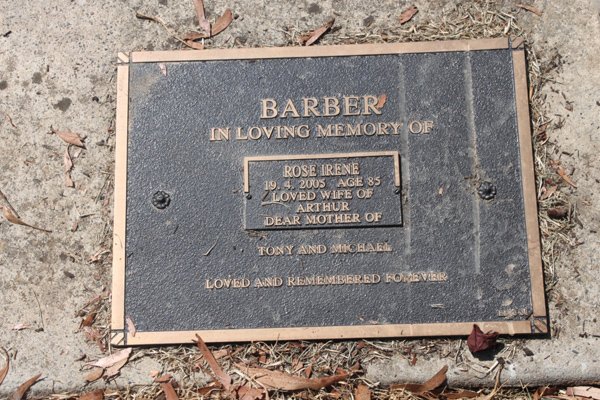 BARBER
IN LOVING MEMORY OF
ROSE IRENE
19. 4. 2005 AGE 85
LOVED WIFE OF
ARTHUR
DEAR MOTHER OF
TONY AND MICHAEL
LOVED AND REMEMBERED FOREVER